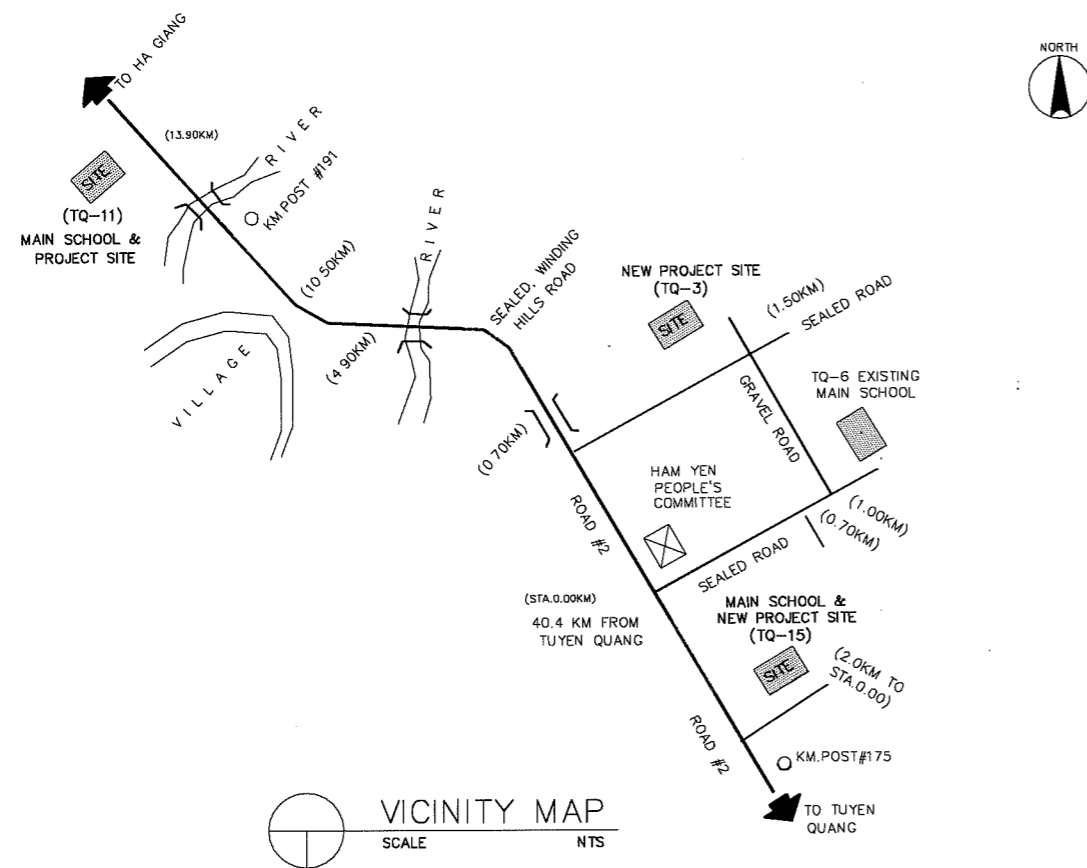 TO HA GIANG
NORTH
(13.90KM)
RIVER
SITE
(TQ-11)
MAIN SCHOOL &
PROJECT SITE
KM.POST #191
(10.50KM)
RIVER
SEALED, WINDING
HILLS ROAD
NEW PROJECT SITE
(TQ-3)
SITE
(1.50KM)
SEALED ROAD
VILLAGE
(4.90KM)
GRAVEL ROAD
TQ-6 EXISTING
MAIN SCHOOL
(0.70KM)
HAM YEN
PEOPLE'S
COMMITTEE
ROAD #2
(1.00KM)
(0.70KM)
SEALED ROAD
(STA.0.00KM)
40.4 KM FROM
TUYEN QUANG
MAIN SCHOOL &
NEW PROJECT SITE
(TQ-15)
SITE
(2.0KM TO
STA.0.00)
ROAD #2
KM.POST#175
TO TUYEN
QUANG
VICINITY MAP
SCALE NTS